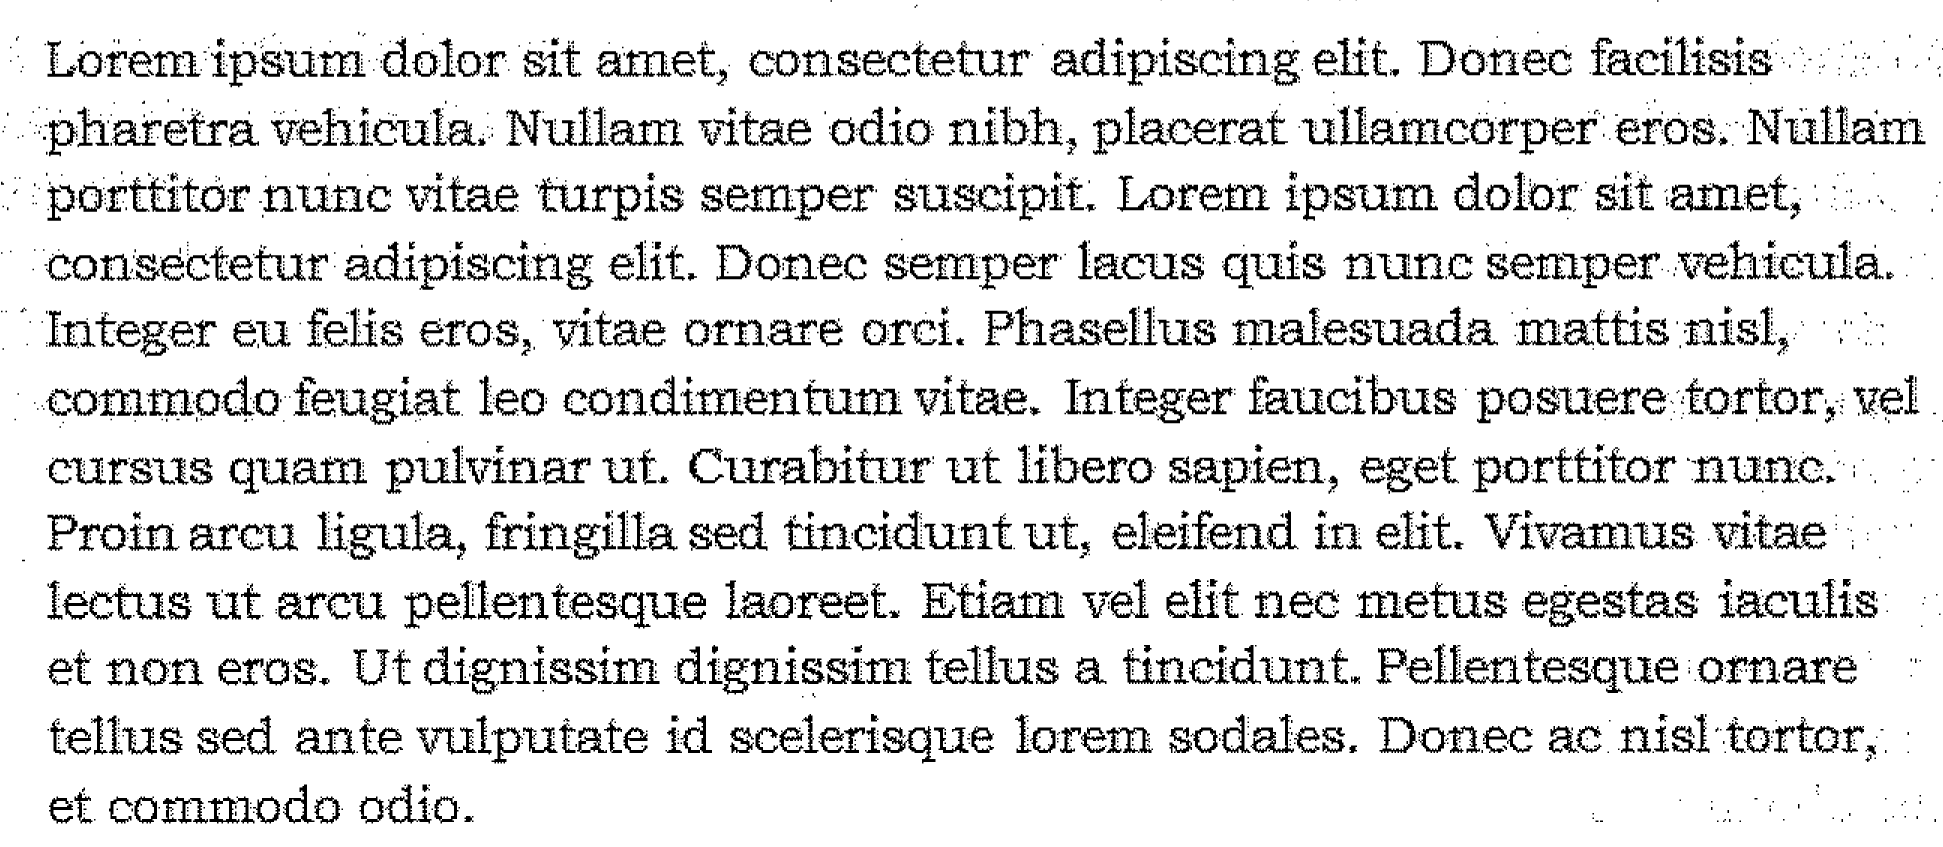 Lorem ipsum dolor sit amet, consectetur adipiscing elit. Donec facilisis
pharetra vehicula. Nullam vitae odio nibh, placerat ullamcorper eros. Nullam
porttitor nunc vitae turpis semper suscipit. Lorem ipsum dolor sit amet,
consectetur adipiscing elit. Donec semper lacus quis nunc semper vehicula.
Integer eu felis eros, vitae ornare orci. Phasellus malesuada mattis nisl,
commodo feugiat leo condimentum vitae. Integer faucibus posuere tortor, vel
cursus quam pulvinar ut. Curabitur ut libero sapien, eget porttitor nunc.
Proin arcu ligula, fringilla sed tincidunt ut, eleifend in elit. Vivamus vitae
lectus ut arcu pellentesque laoreet. Etiam vel elit nec metus egestas iaculis
et non eros. Ut dignissim dignissim tellus a tincidunt. Pellentesque ornare
tellus sed ante vulputate id scelerisque lorem sodales. Donec ac nisl tortor,
et commodo odio.